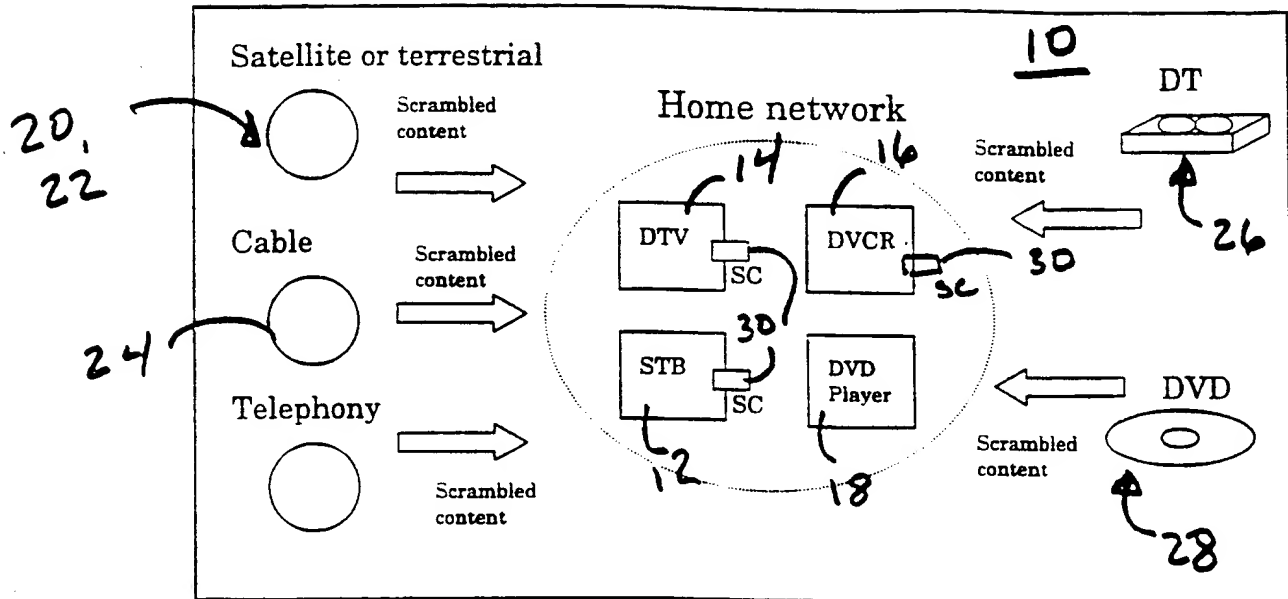 Satellite or terrestrial
20,
22
Scrambled
content
Cable
24
Scrambled
content
Telephony
Scrambled
content
10
Home network
14
16
DTV
SC
DVCR
SC
30
30
STB
SC
12
DVD
Player
18
DT
Scrambled
content
26
DVD
Scrambled
content
28